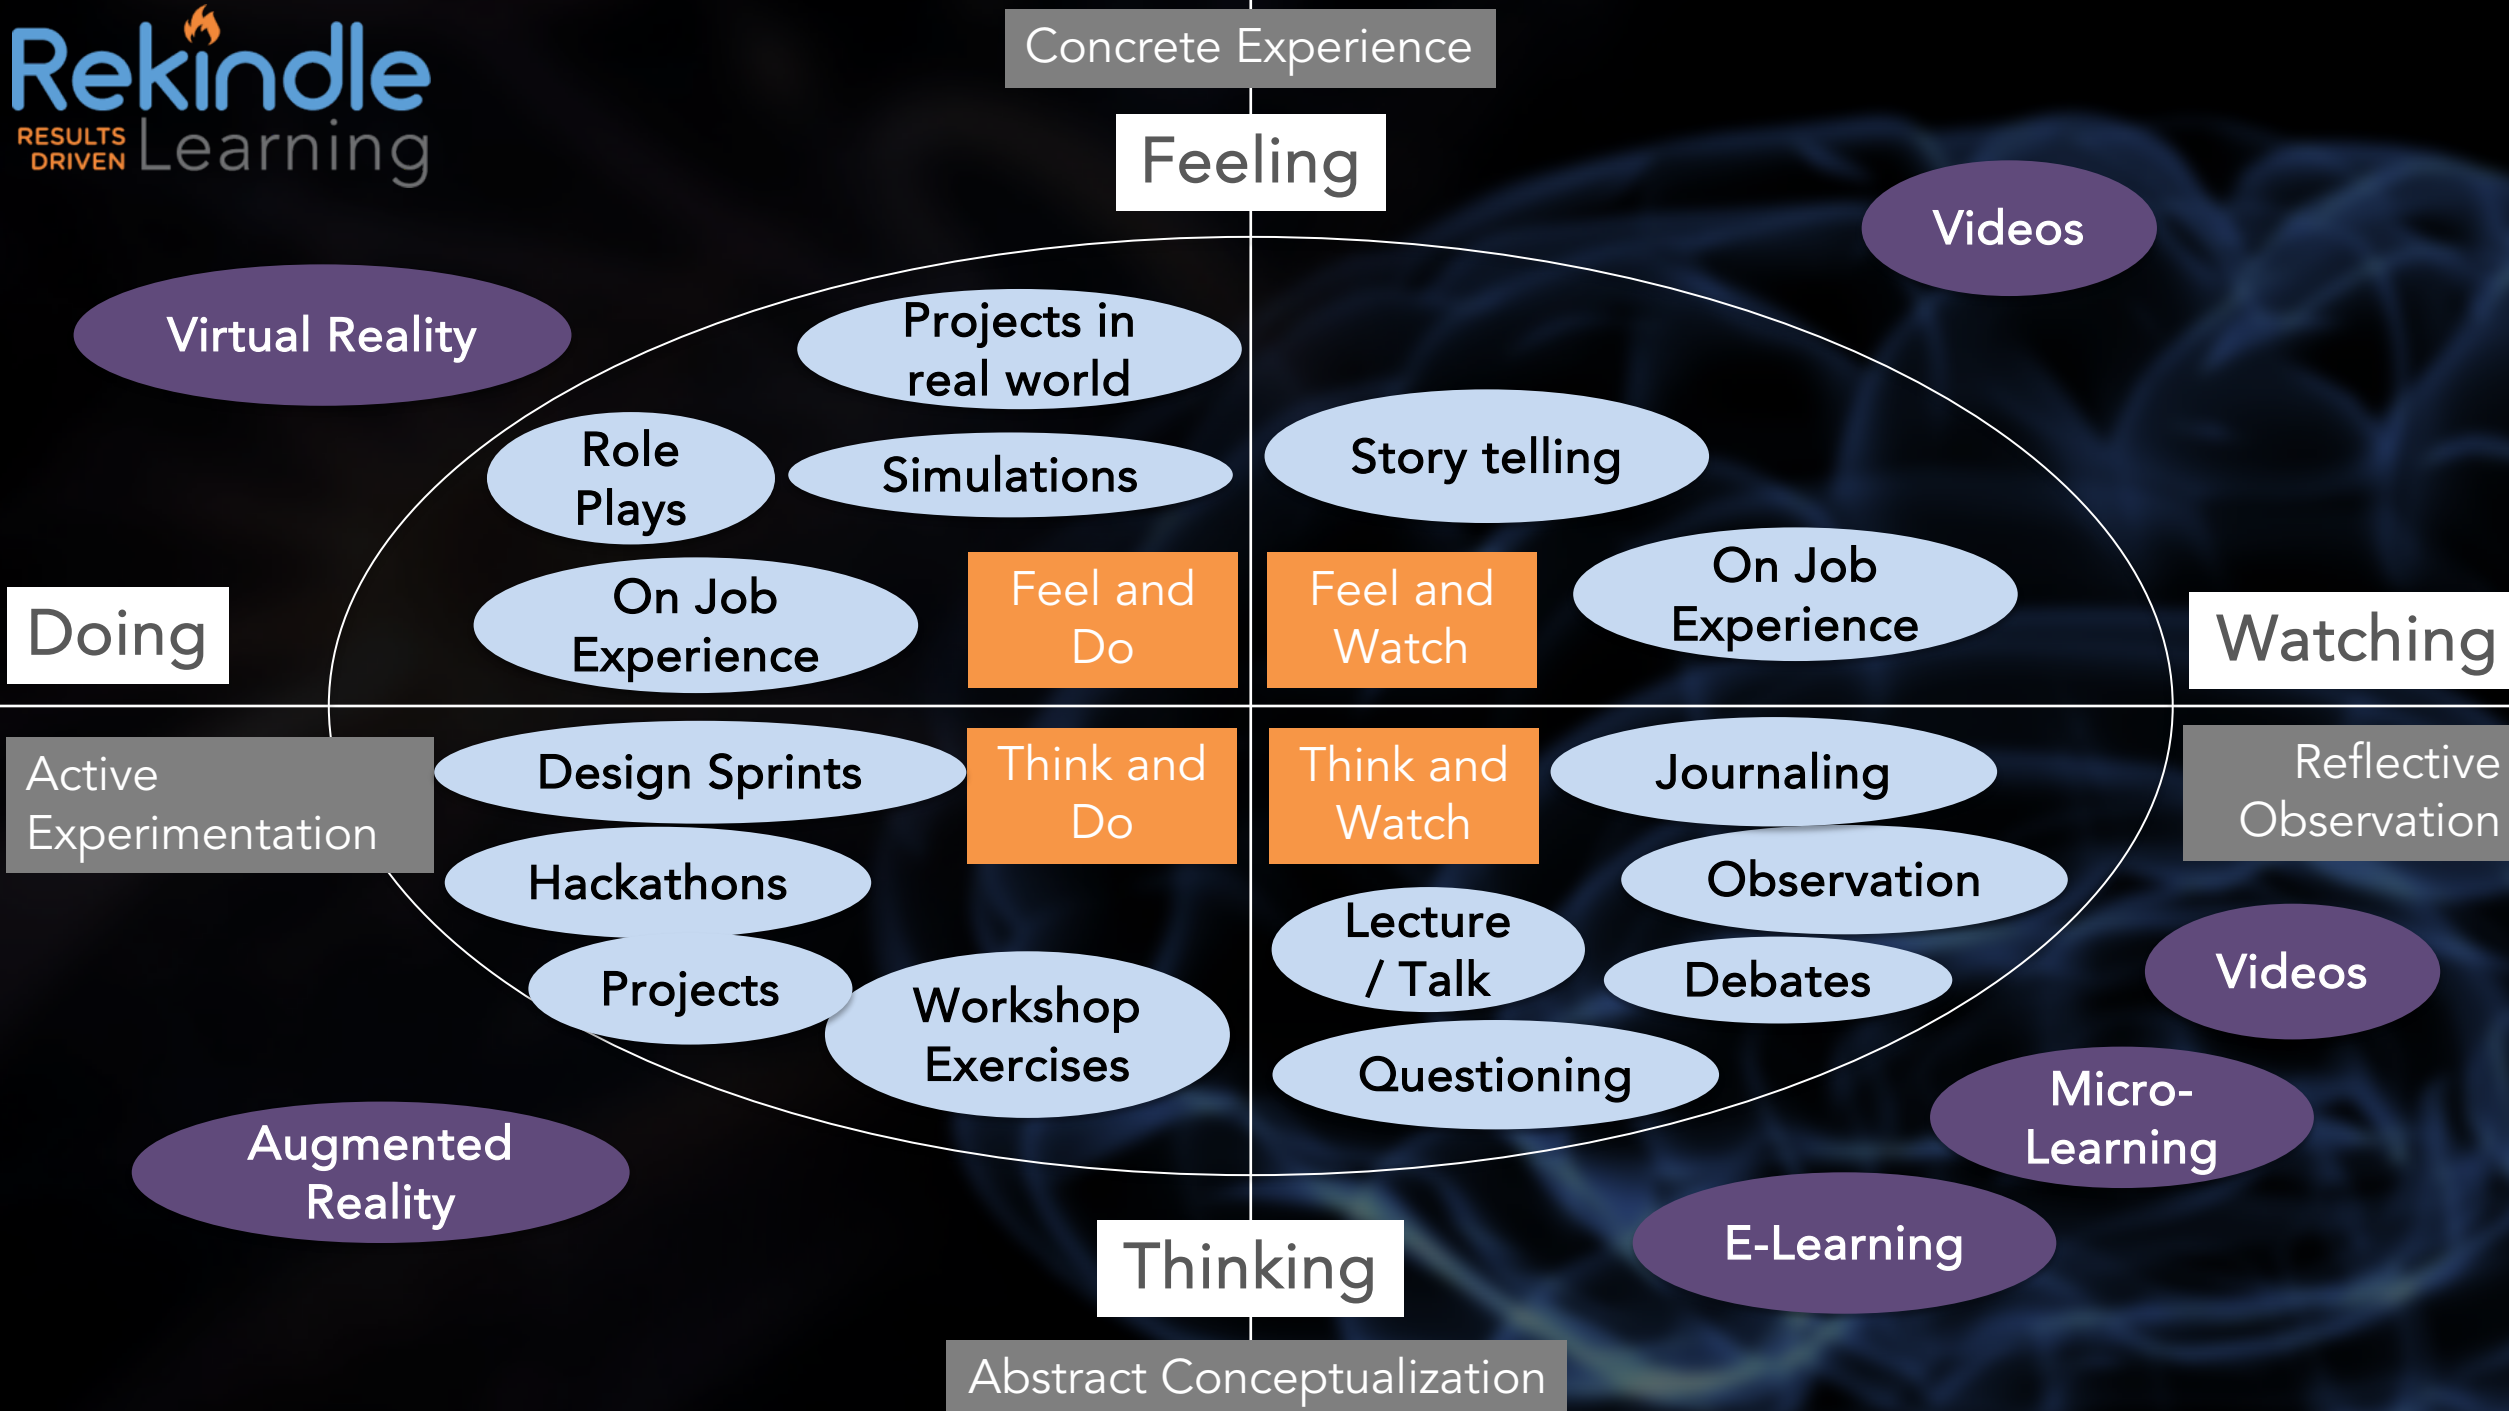 Rekindle
RESULTS
DRIVEN
Learning
Concrete Experience
Feeling
Videos
Virtual Reality
Projects in
real world
Role
Plays
Simulations
Story telling
On Job
Experience
Feel and
Do
Feel and
Watch
On Job
Experience
Doing
Watching
Active
Experimentation
Design Sprints
Think and
Do
Think and
Watch
Journaling
Reflective
Observation
Hackathons
Observation
Projects
Workshop
Exercises
Lecture
/ Talk
Debates
Videos
Questioning
Micro-
Learning
Augmented
Reality
E-Learning
Thinking
Abstract Conceptualization